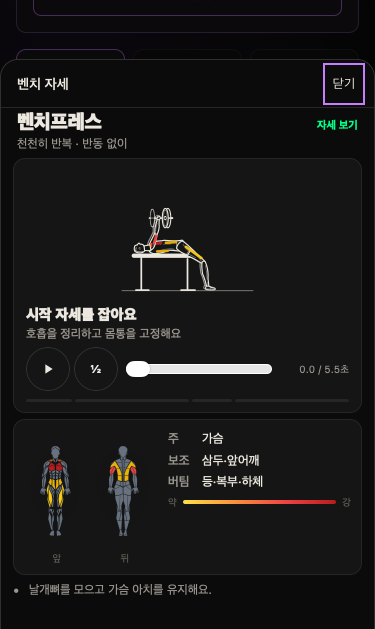 벤치 자세
닫기
벤치프레스
자세 보기
천천히 반복 · 반동 없이
시작 자세를 잡아요
호흡을 정리하고 몸통을 고정해요
½
0.0 / 5.5초
주 가슴
보조 삼두·앞어깨
버팀 등·복부·하체
약 강
앞 뒤
• 날개뼈를 모으고 가슴 아치를 유지해요.